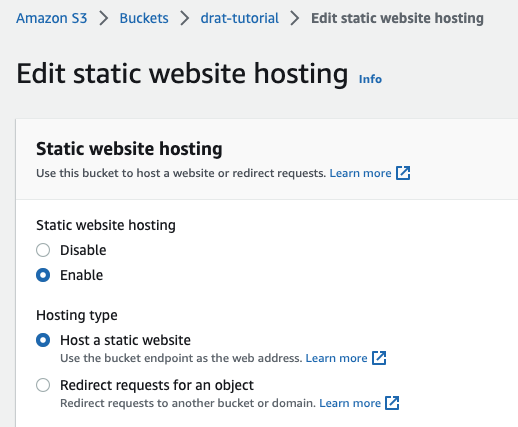 Amazon S3 > Buckets > drat-tutorial > Edit static website hosting
Edit static website hosting Info
Static website hosting
Use this bucket to host a website or redirect requests. Learn more
Static website hosting
Disable
Enable
Hosting type
Host a static website
Use the bucket endpoint as the web address. Learn more
Redirect requests for an object
Redirect requests to another bucket or domain. Learn more